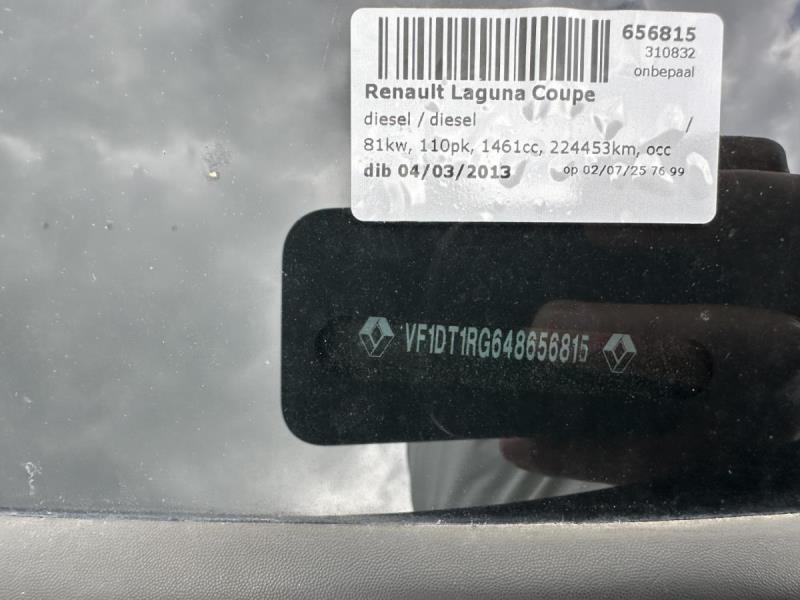 656815
310832
onbepaal
Renault Laguna Coupe
diesel / diesel /
81kw, 110pk, 1461cc, 224453km, occ
dib 04/03/2013 op 02/07/25 76 99
VF1DT1RG648656815